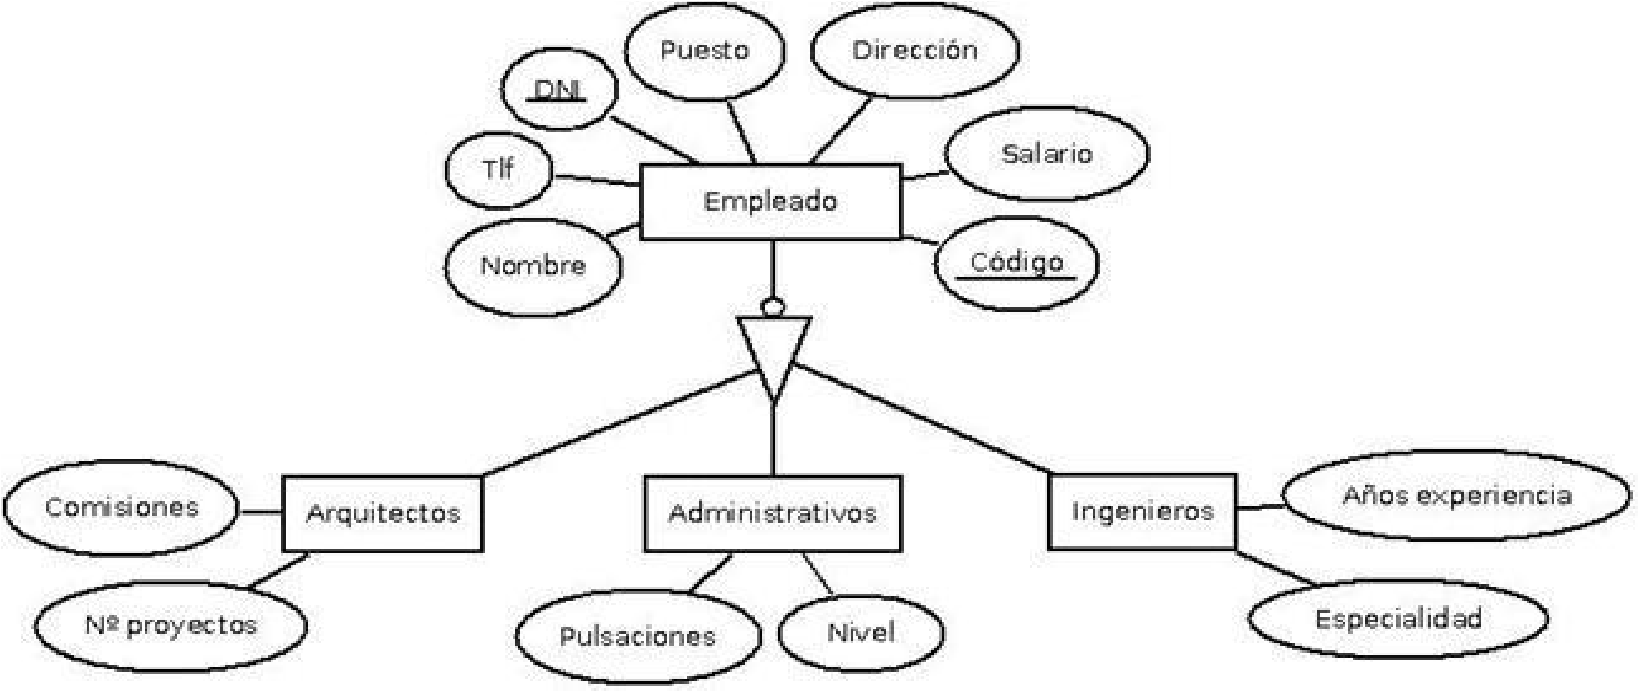 Puesto
Dirección
DNI
Salario
Tlf
Empleado
Nombre
Código
Comisiones
Arquitectos
Administrativos
Ingenieros
Años experiencia
Nº proyectos
Pulsaciones
Nivel
Especialidad